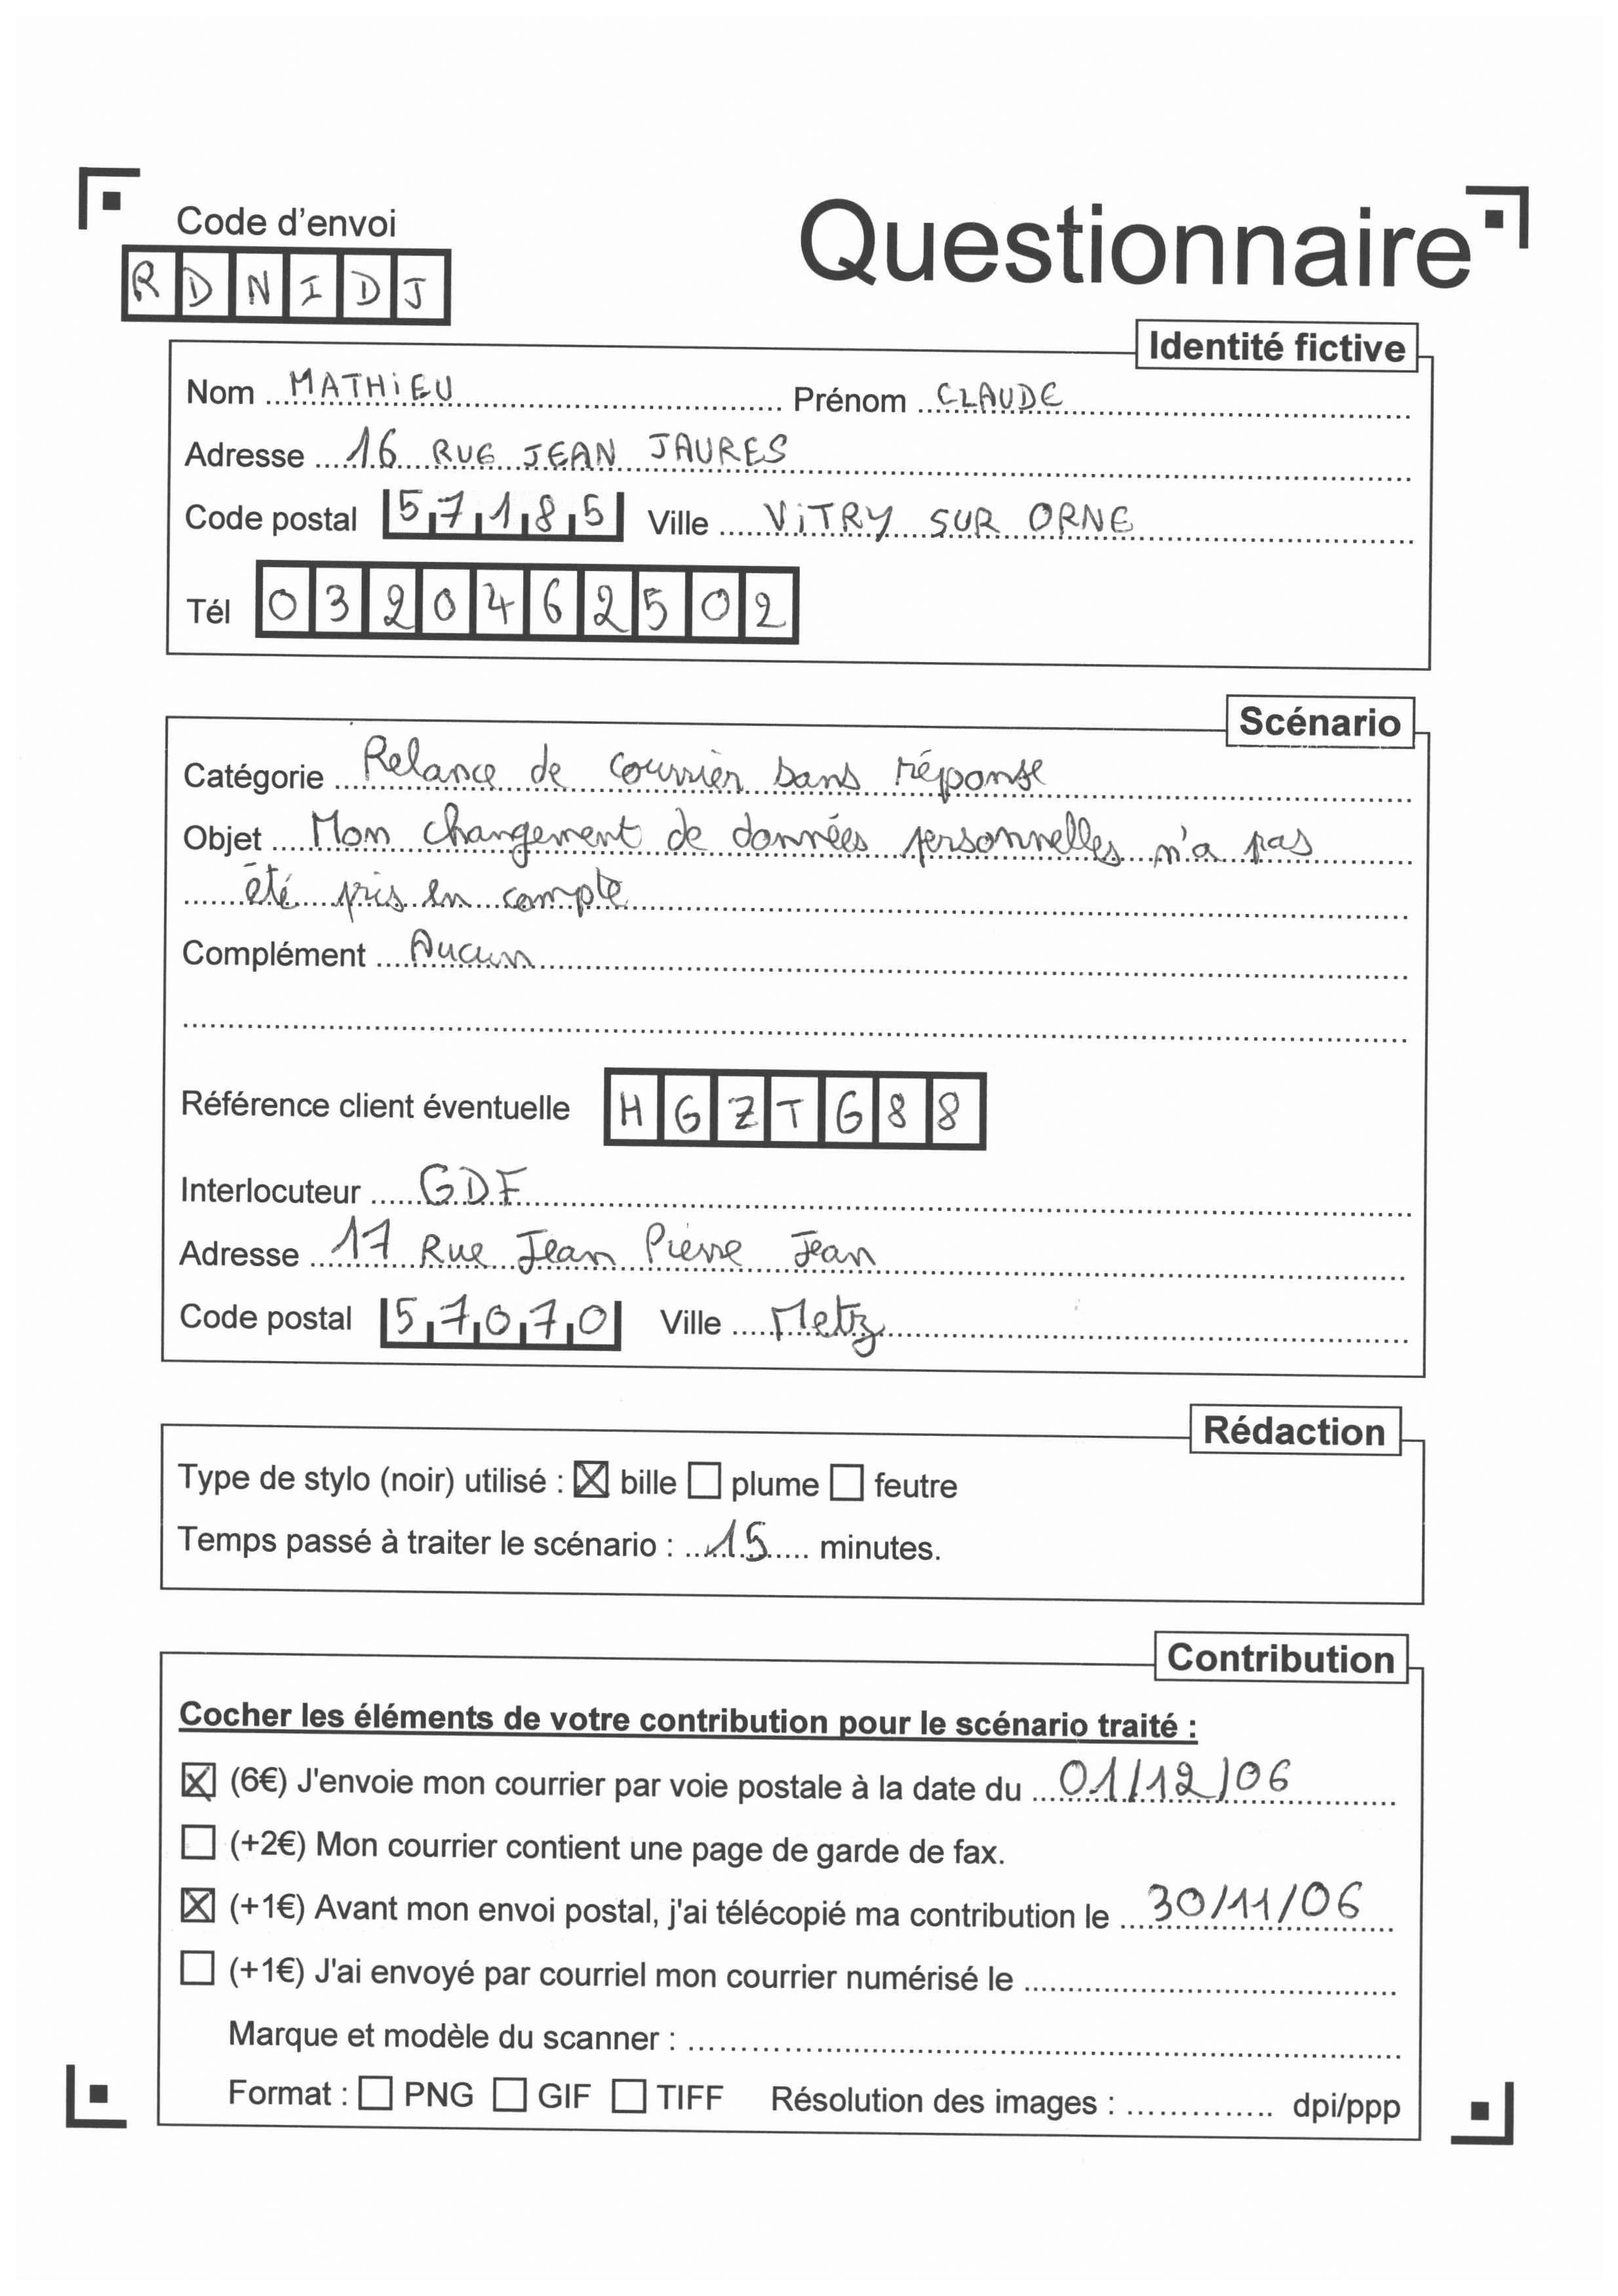 Code d'envoi
RDNIDJ
Questionnaire
Identité fictive
Nom MATHiEU Prénom CLAUDE
Adresse 16 RUE JEAN JAURES
Code postal 57185 Ville ViTRY SUR ORNE
Tél 0320462502
Scénario
Catégorie Relance de courrier sans réponse
Objet Mon changement de données personnelles n'a pas
été pris en compte
Complément Aucun
Référence client éventuelle HGZTG88
Interlocuteur GDF
Adresse 17 Rue Jean Pierre Jean
Code postal 57070 Ville Metz
Rédaction
Type de stylo (noir) utilisé : ☒ bille ☐ plume ☐ feutre
Temps passé à traiter le scénario : 15 minutes.
Contribution
Cocher les éléments de votre contribution pour le scénario traité :
☒ (6€) J'envoie mon courrier par voie postale à la date du 01/12/06
☐ (+2€) Mon courrier contient une page de garde de fax.
☒ (+1€) Avant mon envoi postal, j'ai télécopié ma contribution le 30/11/06
☐ (+1€) J'ai envoyé par courriel mon courrier numérisé le
Marque et modèle du scanner :
Format : ☐ PNG ☐ GIF ☐ TIFF Résolution des images : dpi/ppp